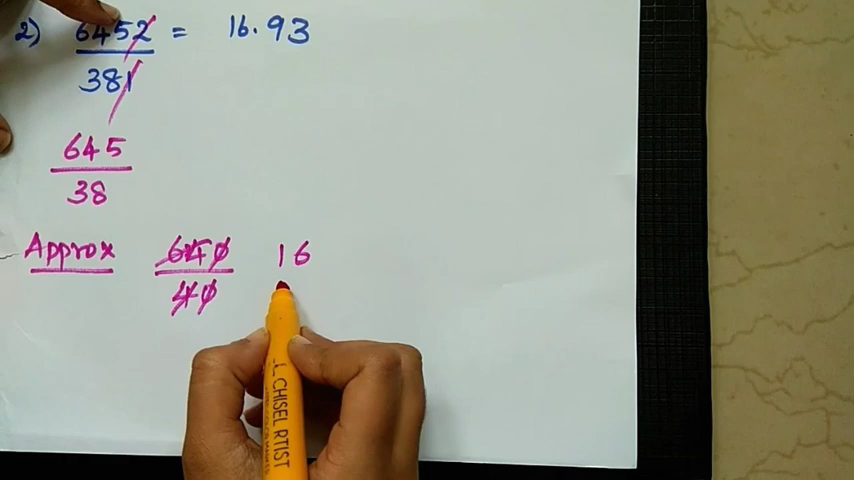 2) 6452 = 16.93
381
645
38
Approx 640 16
40
CHISEL RTIST